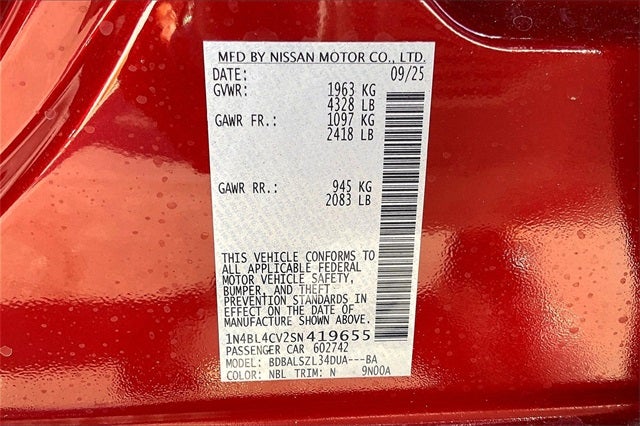 MFD BY NISSAN MOTOR CO., LTD.
DATE: 09/25
GVWR: 1963 KG
4328 LB
GAWR FR.: 1097 KG
2418 LB
GAWR RR.: 945 KG
2083 LB
THIS VEHICLE CONFORMS TO
ALL APPLICABLE FEDERAL
MOTOR VEHICLE SAFETY,
BUMPER, AND THEFT
PREVENTION STANDARDS IN
EFFECT ON THE DATE OF
MANUFACTURE SHOWN ABOVE.
1N4BL4CV2SN419655
PASSENGER CAR 602742
MODEL: BDBALSZL34DUA---BA
COLOR: NBL TRIM: N 9N00A